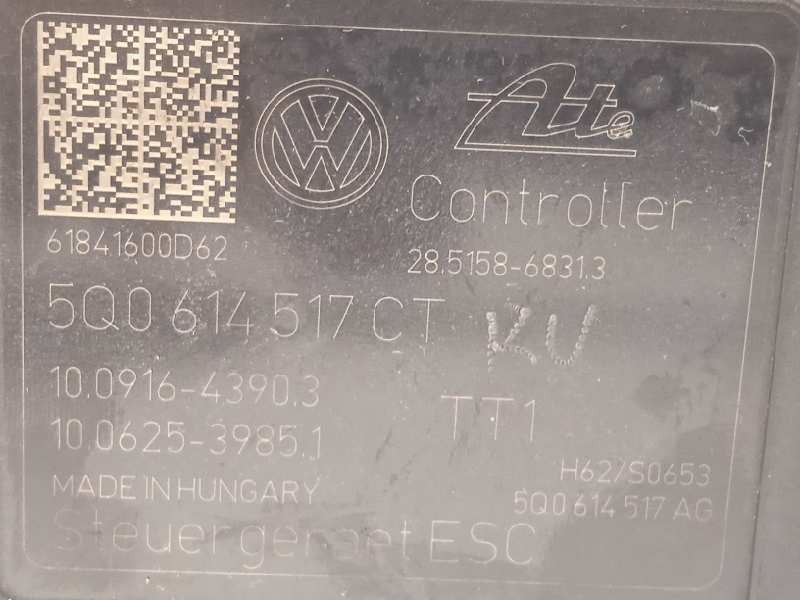 Ate
Controller
61841600D62
28.5158-6831.3
5Q0 614 517 CT KU
10.0916-4390.3
TT1
10.0625-3985.1
H62/S0653
MADE IN HUNGARY
5Q0 614 517 AG
Steuergeraet ESC